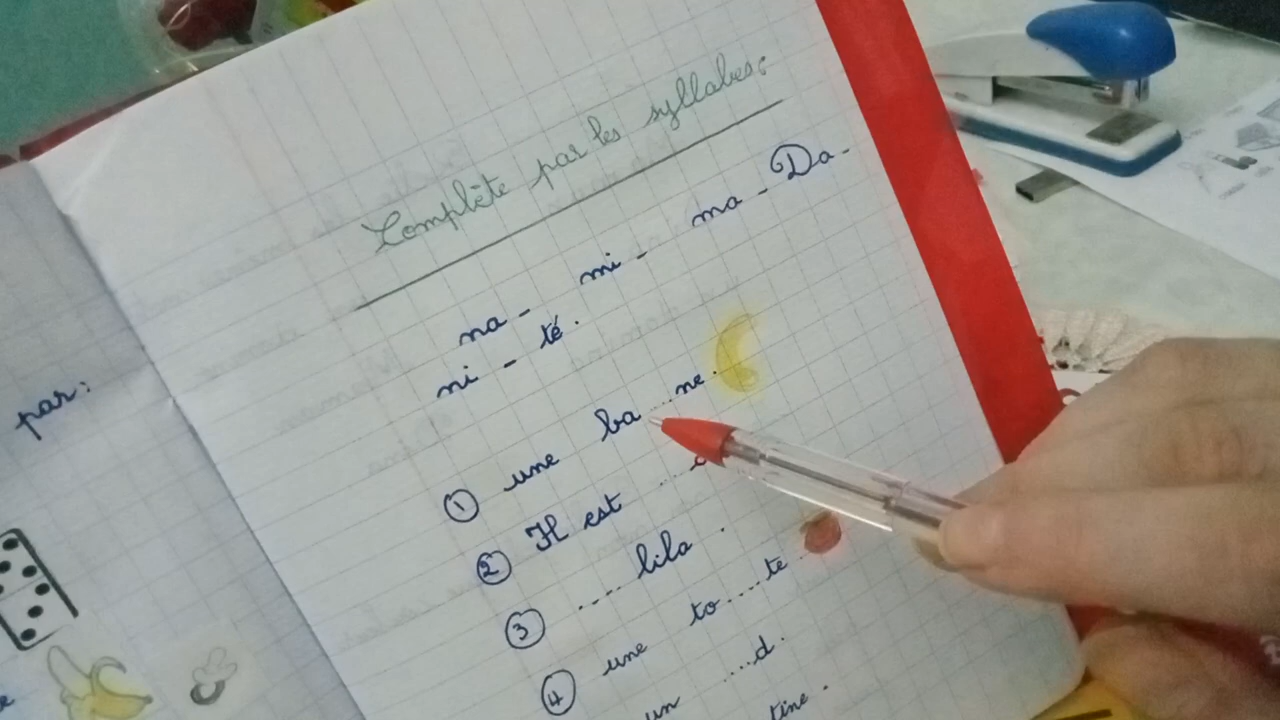 Complète par les syllabes:
na - mi - ma - Da -
ni - té.
par:
① une ba...ne.
② Il est
③ .... lila.
④ une to....te
un ....d.
tine.